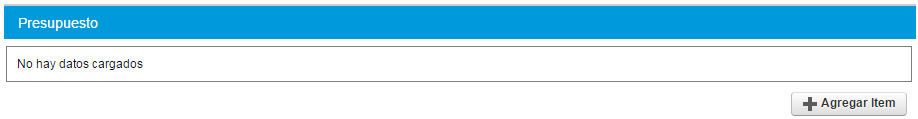 Presupuesto
No hay datos cargados
Agregar Item